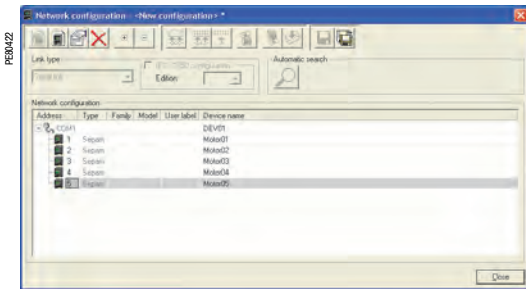 Network configuration - <New configuration> *
PE80422
Link type
Edition
Automatic search
Network configuration
Address Type Family Model User label Device name
COM1 DEV01
1 Sepam Motor01
2 Sepam Motor02
3 Sepam Motor03
4 Sepam Motor04
5 Sepam Motor05
Close